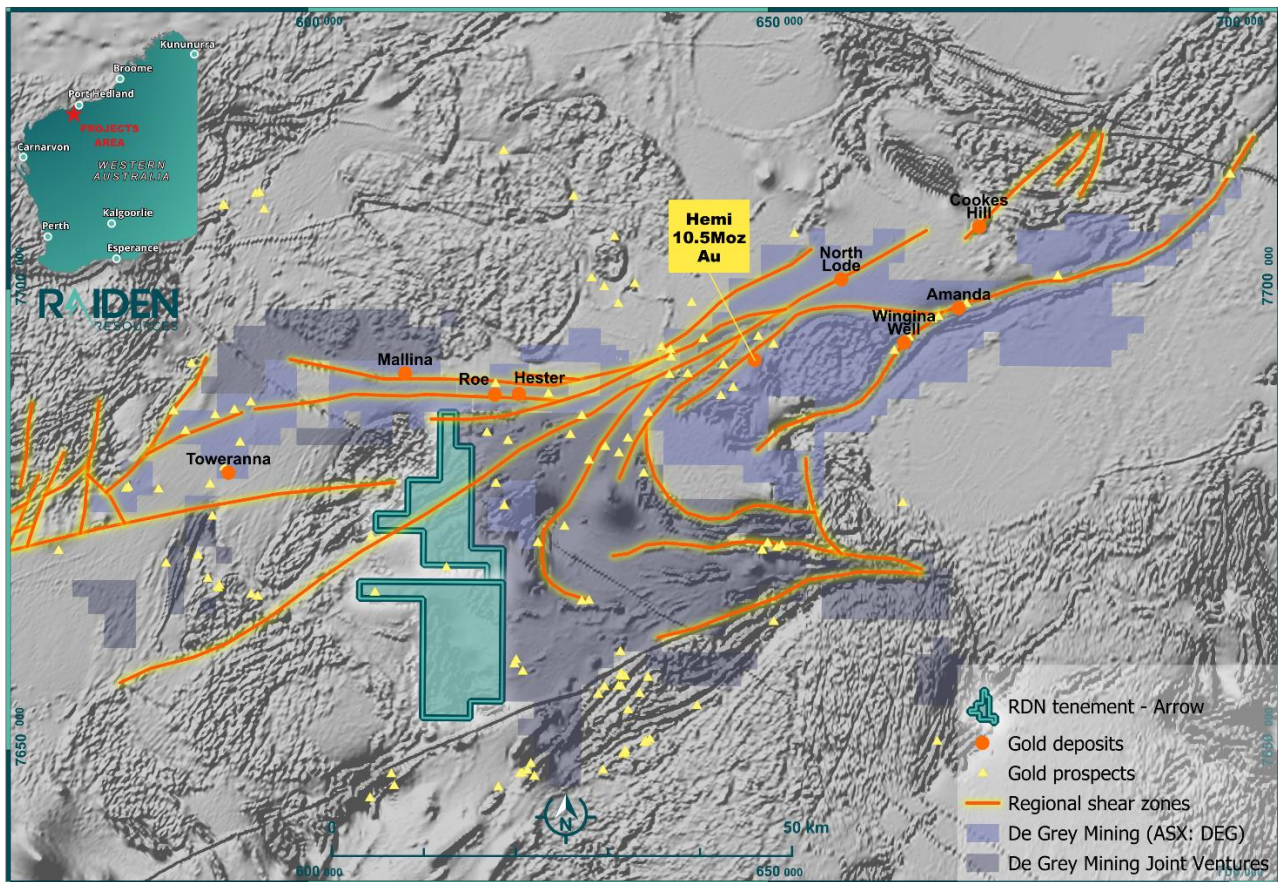 600 000
650 000
700 000
Kununurra
Broome
Port Hedland
PROJECTS
AREA
Carnarvon
WESTERN
AUSTRALIA
Kalgoorlie
Perth
Esperance
RAIDEN
RESOURCES
7700 000
7700 000
Cookes
Hill
Hemi
10.5Moz
Au
North
Lode
Amanda
Wingina
Well
Mallina
Roe
Hester
Toweranna
7650 000
RDN tenement - Arrow
Gold deposits
Gold prospects
Regional shear zones
De Grey Mining (ASX: DEG)
De Grey Mining Joint Ventures
N
0
50 km
600 000
650 000
700 000